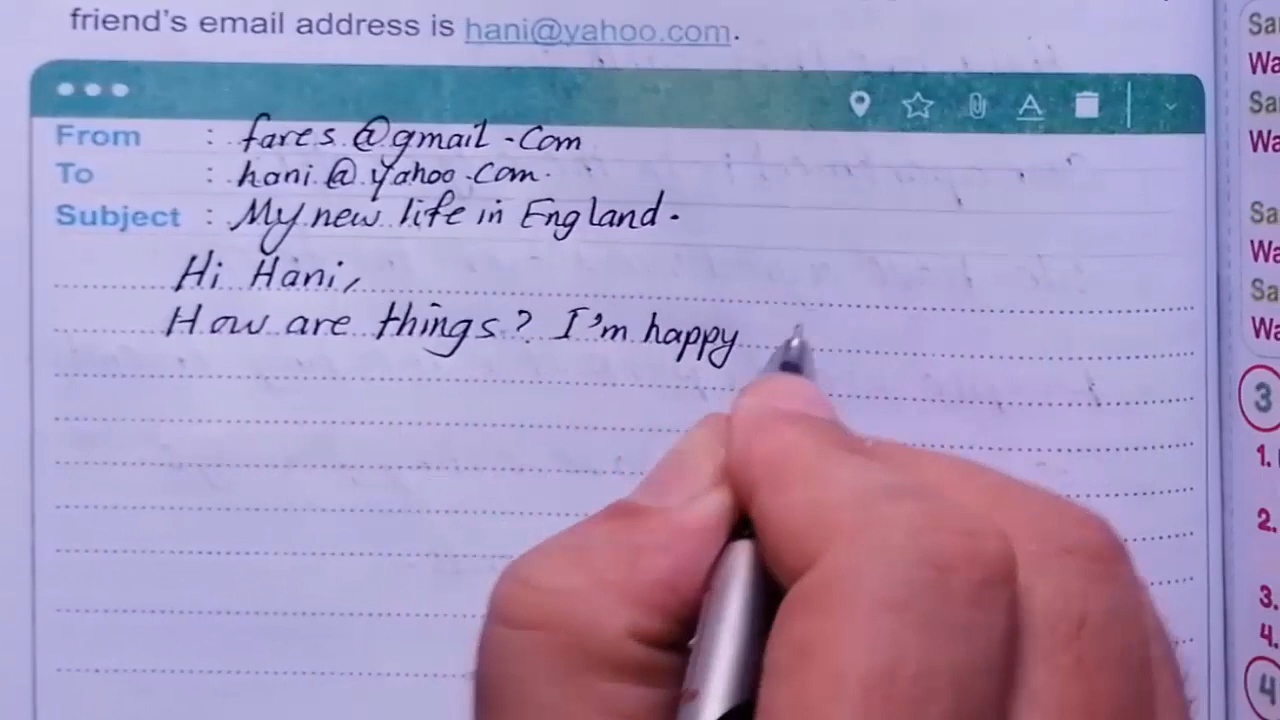 friend's email address is hani@yahoo.com.
From : fares@gmail.com
To : hani@yahoo.com.
Subject : My new life in England.
Hi Hani,
How are things? I'm happy
Sa
Wa
Sa
Wa
Sa
Wa
Sa
Wa
3
1.
2.
3.
4.
4